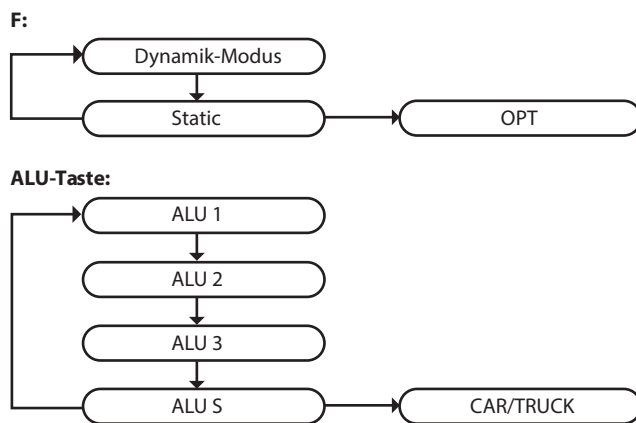 F:
Dynamik-Modus
Static
OPT
ALU-Taste:
ALU 1
ALU 2
ALU 3
ALU S
CAR/TRUCK